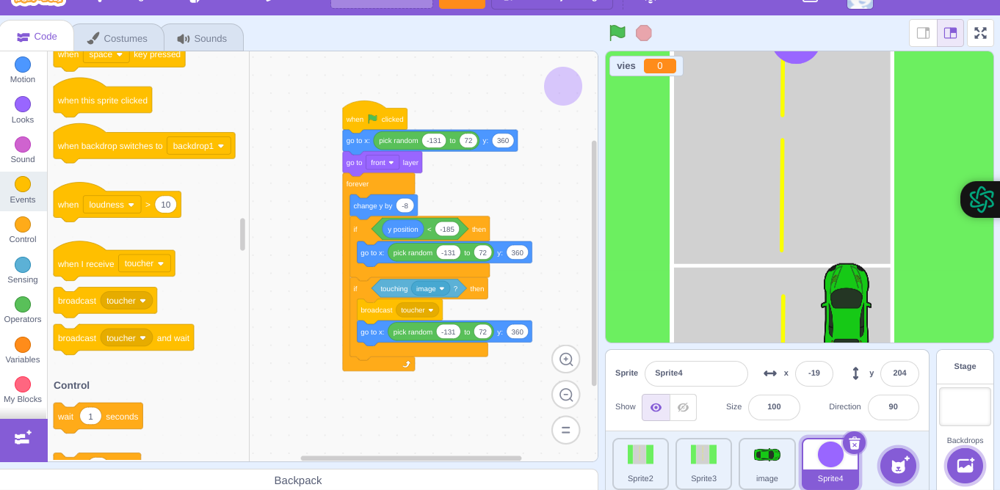 Code
Costumes
Sounds
Motion
Looks
Sound
Events
Control
Sensing
Operators
Variables
My Blocks
when space key pressed
when this sprite clicked
when backdrop switches to backdrop1
when loudness > 10
when I receive toucher
broadcast toucher
broadcast toucher and wait
Control
wait 1 seconds
when clicked
go to x: pick random -131 to 72 y: 360
go to front layer
forever
change y by -8
if y position < -185 then
go to x: pick random -131 to 72 y: 360
if touching image ? then
broadcast toucher
go to x: pick random -131 to 72 y: 360
Backpack
vies 0
Sprite Sprite4 x -19 y 204
Show Size 100 Direction 90
Sprite2
Sprite3
image
Sprite4
Stage
Backdrops